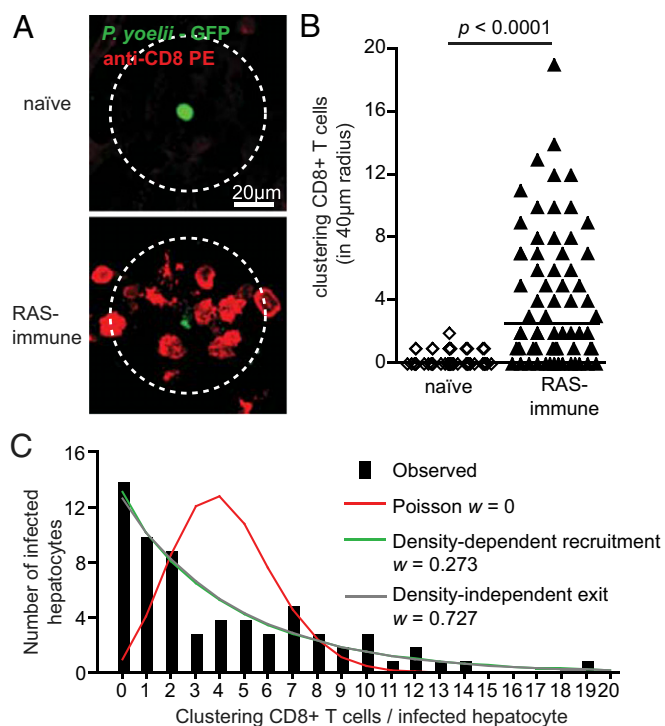 A
P. yoelii - GFP
anti-CD8 PE
naïve
20µm
RAS-
immune
B
p < 0.0001
clustering CD8+ T cells
(in 40µm radius)
20
16
12
8
4
0
naïve
RAS-
immune
C
Number of infected
hepatocytes
16
12
8
4
0
Observed
Poisson w = 0
Density-dependent recruitment
w = 0.273
Density-independent exit
w = 0.727
0 1 2 3 4 5 6 7 8 9 10 11 12 13 14 15 16 17 18 19 20
Clustering CD8+ T cells / infected hepatocyte